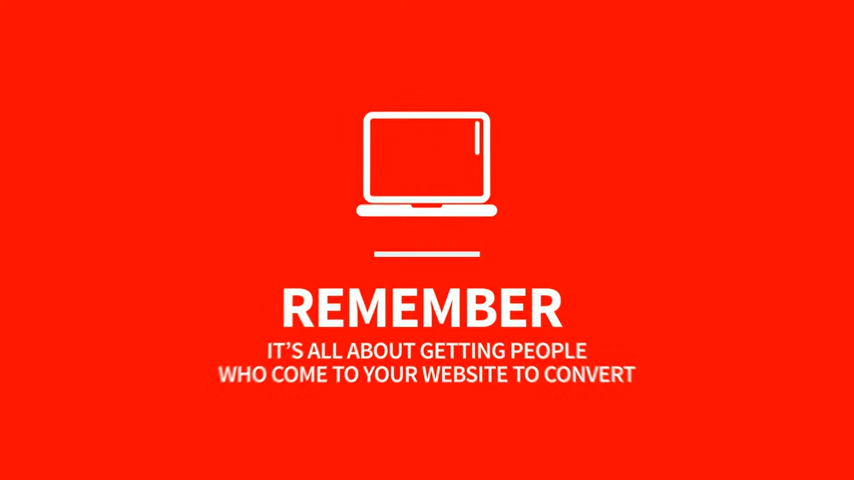 REMEMBER
IT'S ALL ABOUT GETTING PEOPLE
WHO COME TO YOUR WEBSITE TO CONVERT